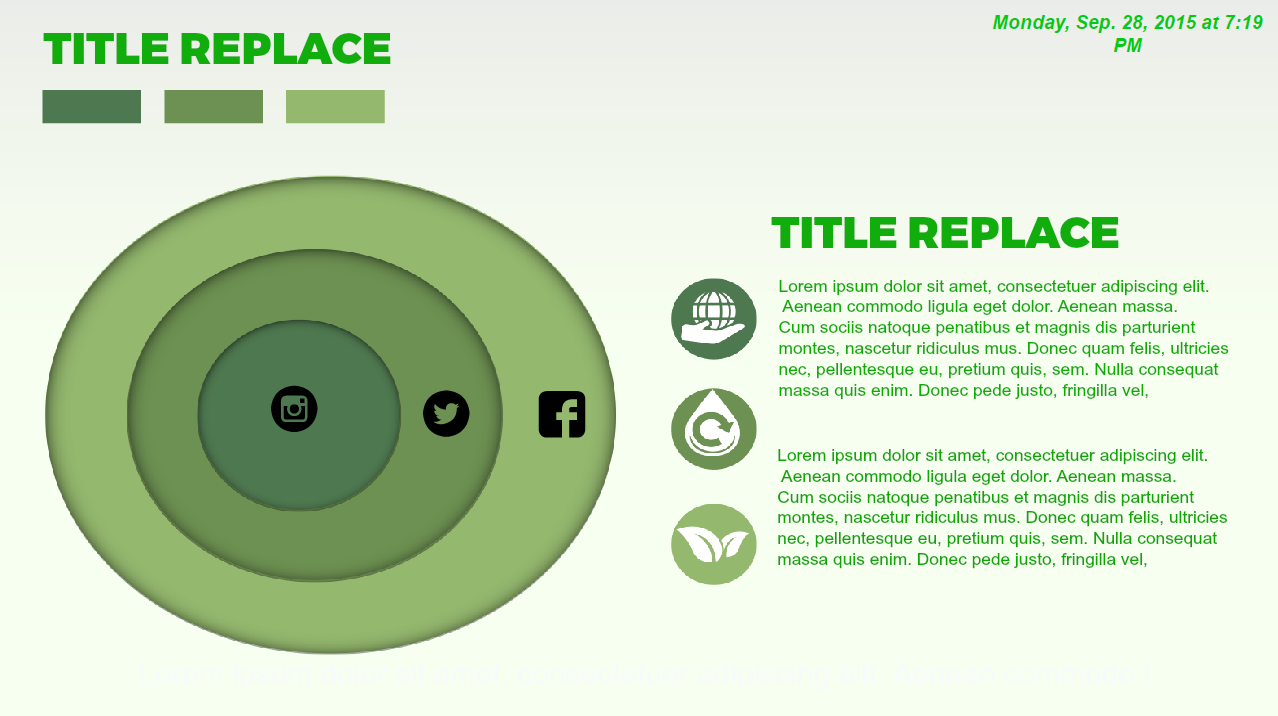 TITLE REPLACE
Monday, Sep. 28, 2015 at 7:19
PM
TITLE REPLACE
Lorem ipsum dolor sit amet, consectetuer adipiscing elit.
Aenean commodo ligula eget dolor. Aenean massa.
Cum sociis natoque penatibus et magnis dis parturient
montes, nascetur ridiculus mus. Donec quam felis, ultricies
nec, pellentesque eu, pretium quis, sem. Nulla consequat
massa quis enim. Donec pede justo, fringilla vel,
Lorem ipsum dolor sit amet, consectetuer adipiscing elit.
Aenean commodo ligula eget dolor. Aenean massa.
Cum sociis natoque penatibus et magnis dis parturient
montes, nascetur ridiculus mus. Donec quam felis, ultricies
nec, pellentesque eu, pretium quis, sem. Nulla consequat
massa quis enim. Donec pede justo, fringilla vel,
Lorem ipsum dolor sit amet, consectetuer adipiscing elit. Aenean commodo l